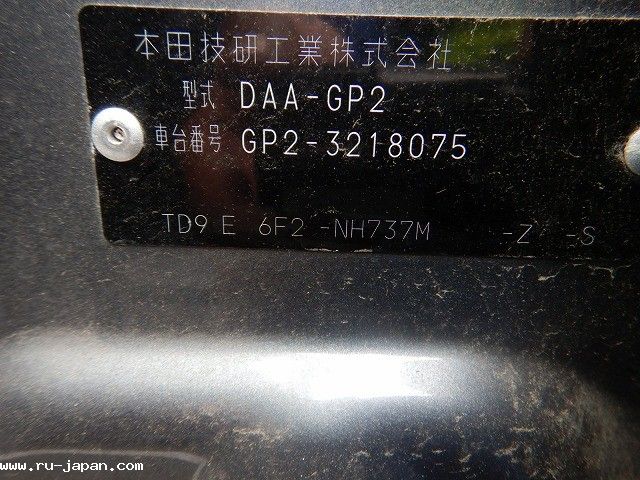 本田技研工業株式会社
型式 DAA-GP2
車台番号 GP2-3218075
TD9 E 6F2 -NH737M -Z -S
www.ru-japan.com